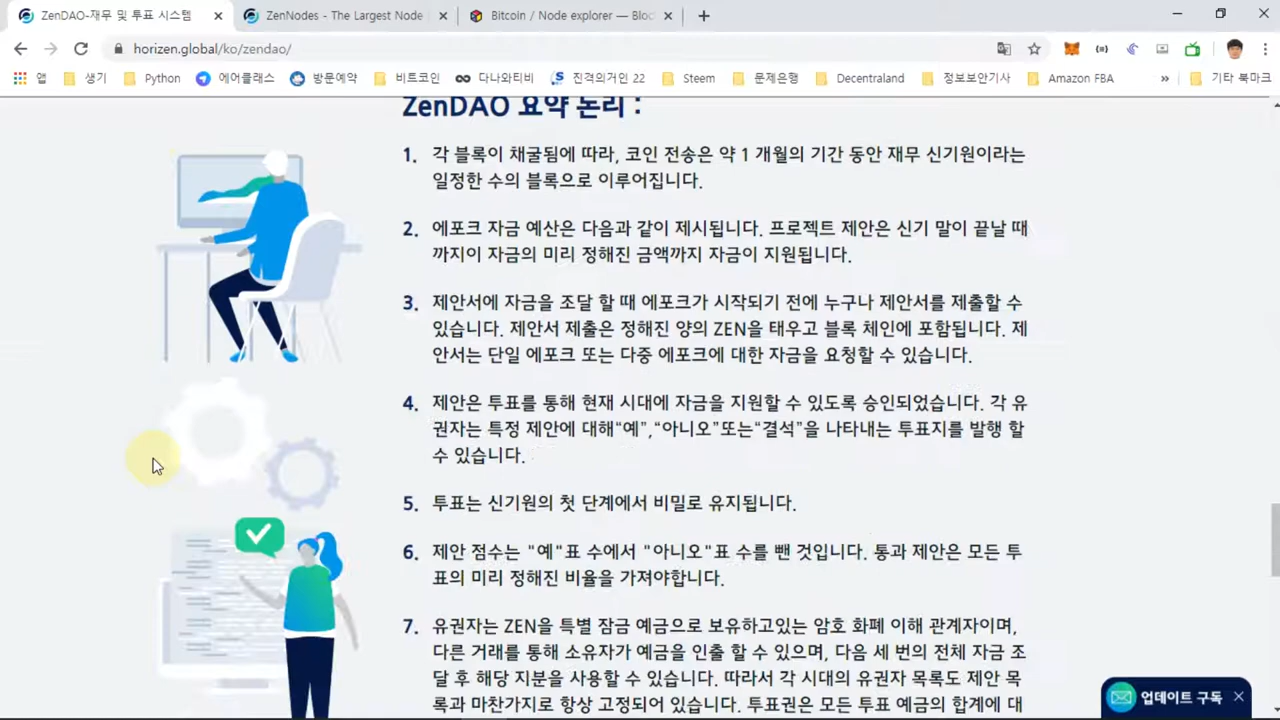 ZenDAO-재무 및 투표 시스템
ZenNodes - The Largest Node
Bitcoin / Node explorer — Bloc
horizen.global/ko/zendao/
앱 생기 Python 에어클래스 방문예약 비트코인 다나와티비 진격의거인 22 Steem 문제은행 Decentraland 정보보안기사 Amazon FBA » 기타 북마크
ZenDAO 요약 논리 :
1. 각 블록이 채굴됨에 따라, 코인 전송은 약 1 개월의 기간 동안 재무 신기원이라는
일정한 수의 블록으로 이루어집니다.
2. 에포크 자금 예산은 다음과 같이 제시됩니다. 프로젝트 제안은 신기 말이 끝날 때
까지이 자금의 미리 정해진 금액까지 자금이 지원됩니다.
3. 제안서에 자금을 조달 할 때 에포크가 시작되기 전에 누구나 제안서를 제출할 수
있습니다. 제안서 제출은 정해진 양의 ZEN을 태우고 블록 체인에 포함됩니다. 제
안서는 단일 에포크 또는 다중 에포크에 대한 자금을 요청할 수 있습니다.
4. 제안은 투표를 통해 현재 시대에 자금을 지원할 수 있도록 승인되었습니다. 각 유
권자는 특정 제안에 대해“예”,“아니오”또는“결석”을 나타내는 투표지를 발행 할
수 있습니다.
5. 투표는 신기원의 첫 단계에서 비밀로 유지됩니다.
6. 제안 점수는 "예"표 수에서 "아니오"표 수를 뺀 것입니다. 통과 제안은 모든 투
표의 미리 정해진 비율을 가져야합니다.
7. 유권자는 ZEN을 특별 잠금 예금으로 보유하고있는 암호 화폐 이해 관계자이며,
다른 거래를 통해 소유자가 예금을 인출 할 수 있으며, 다음 세 번의 전체 자금 조
달 후 해당 지분을 사용할 수 있습니다. 따라서 각 시대의 유권자 목록도 제안 목
록과 마찬가지로 항상 고정되어 있습니다. 투표권은 모든 투표 예금의 합계에 대
업데이트 구독